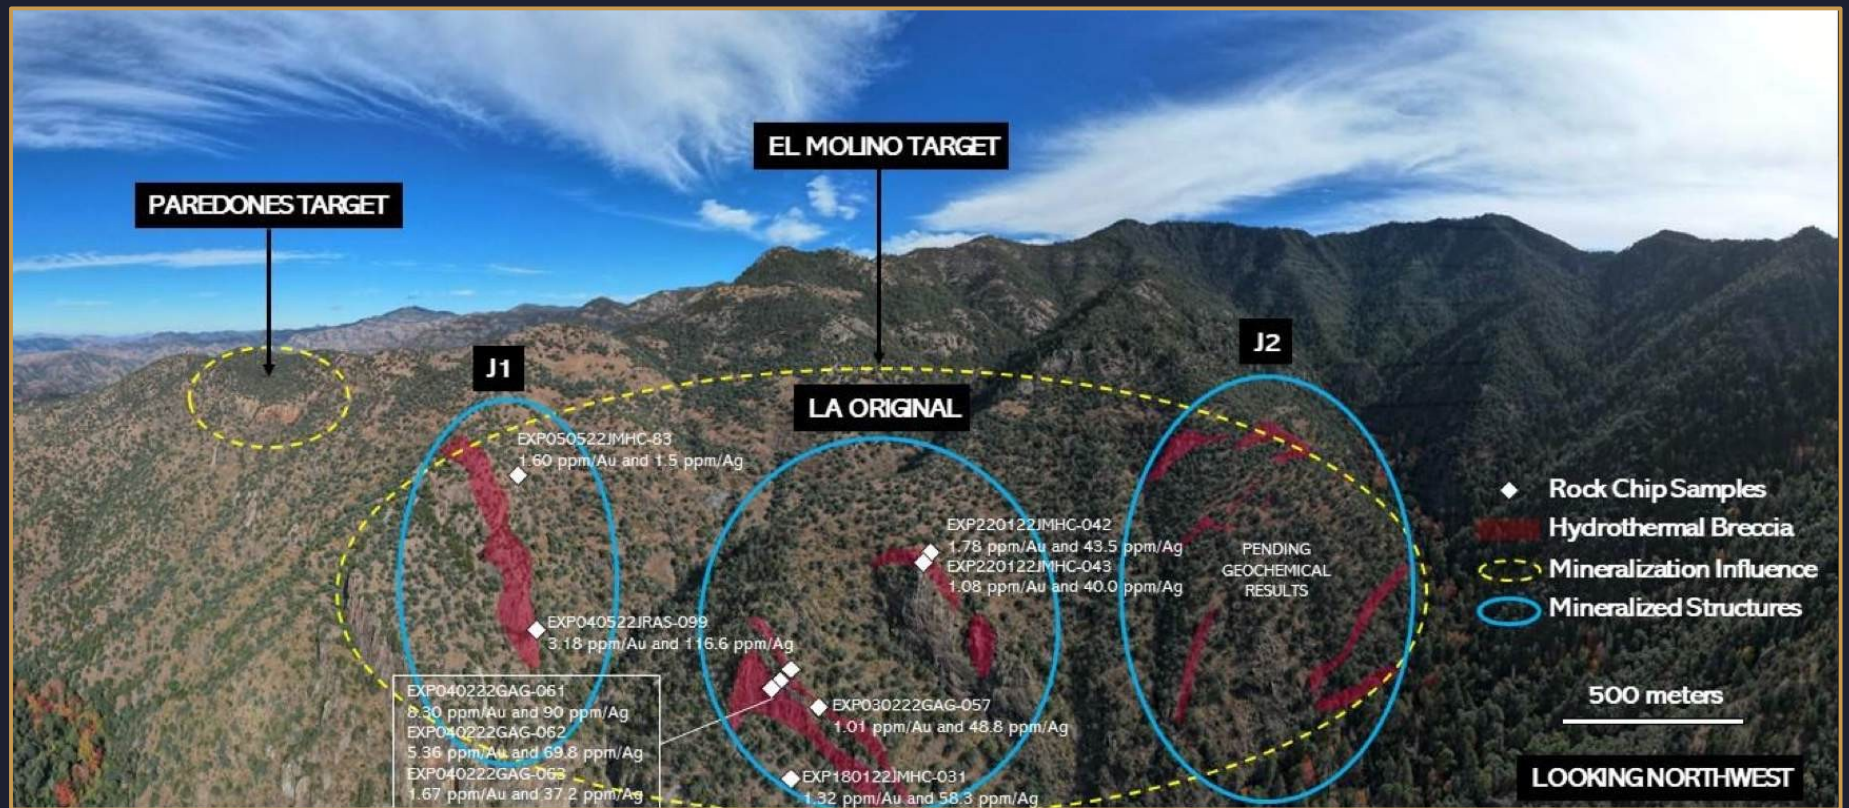 EL MOLINO TARGET
PAREDONES TARGET
J1
J2
LA ORIGINAL
EXP050522JMHC-83
1.60 ppm/Au and 1.5 ppm/Ag
EXP220122JMHC-042
1.78 ppm/Au and 43.5 ppm/Ag
EXP220122JMHC-043
1.08 ppm/Au and 40.0 ppm/Ag
PENDING
GEOCHEMICAL
RESULTS
Rock Chip Samples
Hydrothermal Breccia
Mineralization Influence
Mineralized Structures
EXP040522JRAS-099
3.18 ppm/Au and 116.6 ppm/Ag
EXP040222GAG-061
8.30 ppm/Au and 90 ppm/Ag
EXP040222GAG-062
5.36 ppm/Au and 69.8 ppm/Ag
EXP040222GAG-063
1.67 ppm/Au and 37.2 ppm/Ag
EXP030222GAG-057
1.01 ppm/Au and 48.8 ppm/Ag
EXP180122JMHC-031
1.32 ppm/Au and 58.3 ppm/Ag
500 meters
LOOKING NORTHWEST